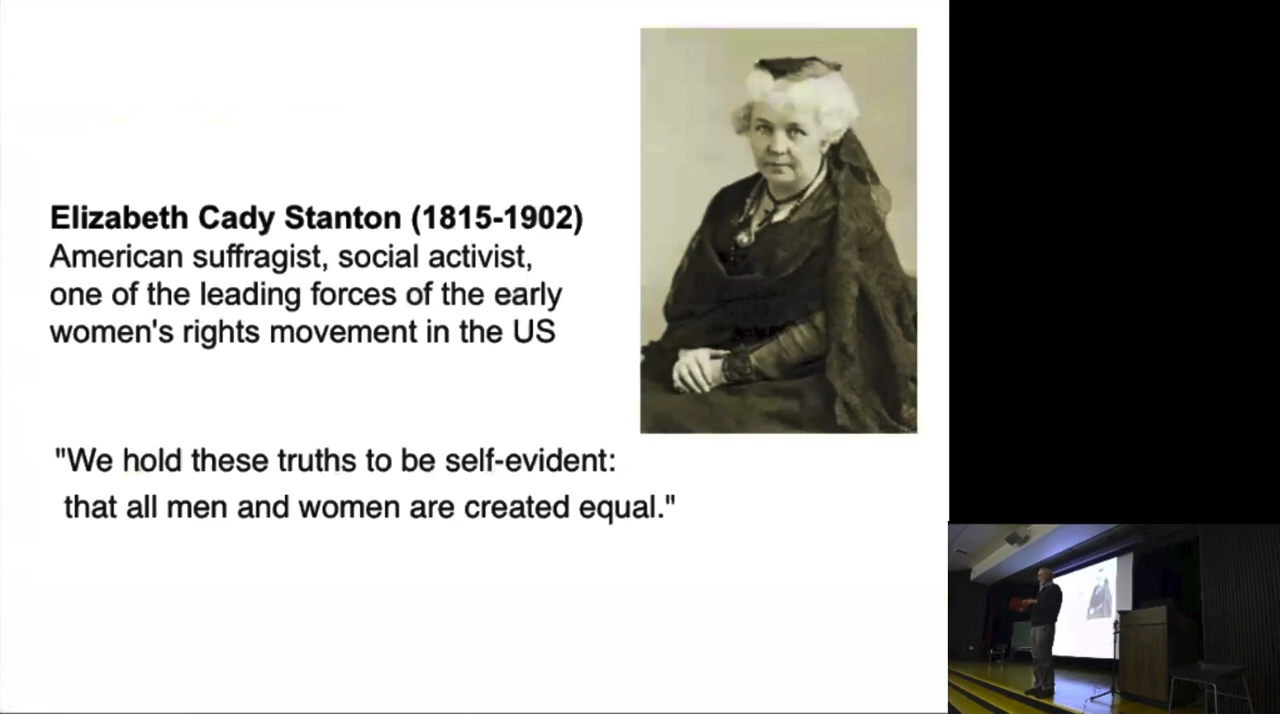 Elizabeth Cady Stanton (1815-1902)
American suffragist, social activist,
one of the leading forces of the early
women's rights movement in the US
"We hold these truths to be self-evident:
that all men and women are created equal."